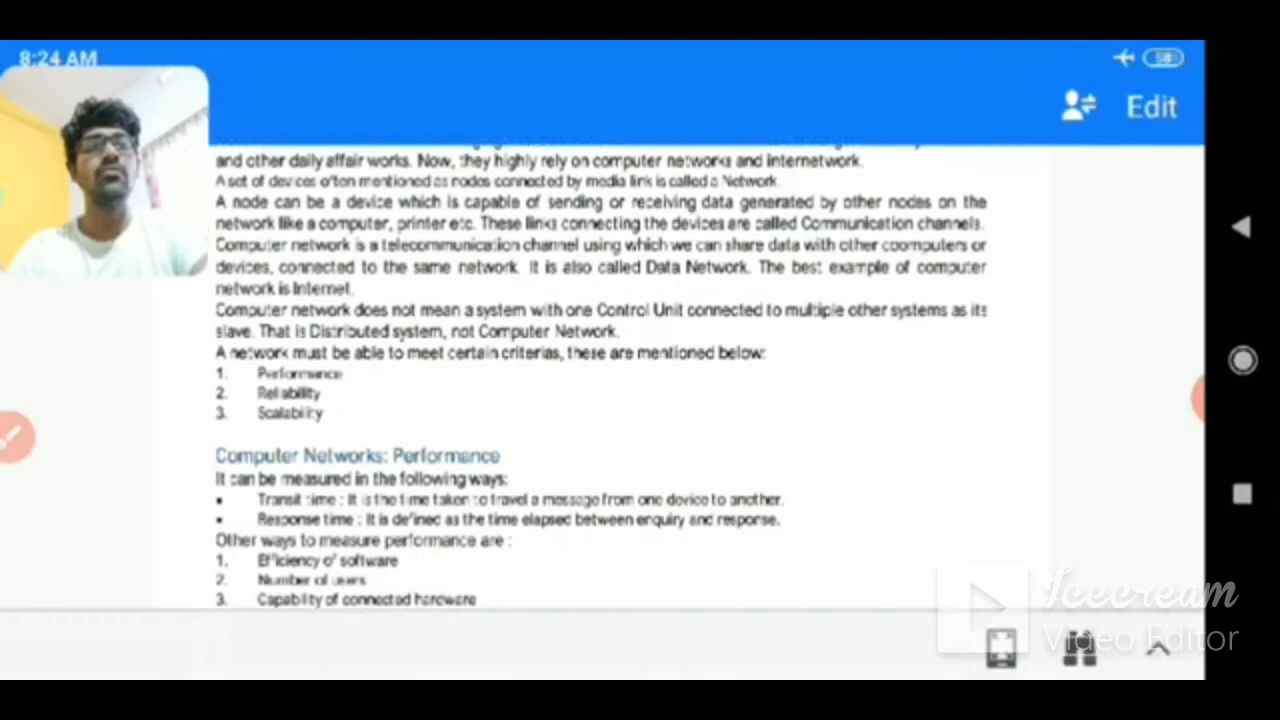 8:24 AM
58
Edit
and other daily affair works. Now, they highly rely on computer networks and internetwork.
A set of devices often mentioned as nodes connected by media link is called a Network.
A node can be a device which is capable of sending or receiving data generated by other nodes on the
network like a computer, printer etc. These links connecting the devices are called Communication channels.
Computer network is a telecommunication channel using which we can share data with other coomputers or
devices, connected to the same network. It is also called Data Network. The best example of computer
network is Internet.
Computer network does not mean a system with one Control Unit connected to multiple other systems as its
slave. That is Distributed system, not Computer Network.
A network must be able to meet certain criterias, these are mentioned below:
1. Performance
2. Reliability
3. Scalability
Computer Networks: Performance
It can be measured in the following ways:
• Transit time : It is the time taken to travel a message from one device to another.
• Response time : It is defined as the time elapsed between enquiry and response.
Other ways to measure performance are :
1. Efficiency of software
2. Number of users
3. Capability of connected hardware
Icecream
Video Editor